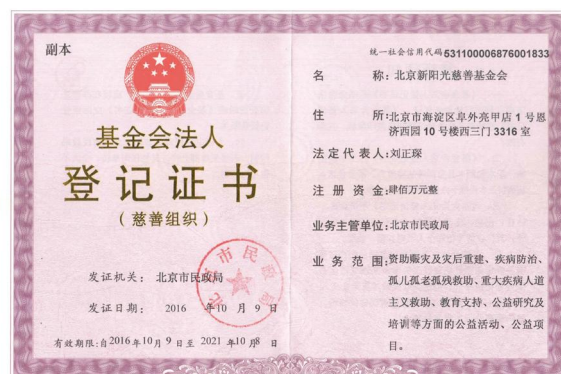 副本
基金会法人
登记证书
（慈善组织）
发证机关：北京市民政局
发证日期：2016 年10 月 9 日
有效期限：自2016年10月 9 日至 2021 年10月8日
统一社会信用代码531100006876001833
名 称：北京新阳光慈善基金会
住 所：北京市海淀区阜外亮甲店 1 号恩
济西园 10 号楼西三门 3316 室
法定代表人：刘正琛
注册资金：肆佰万元整
业务主管单位：北京市民政局
业务范围：资助赈灾及灾后重建、疾病防治、
孤儿孤老孤残救助、重大疾病人道
主义救助、教育支持、公益研究及
培训等方面的公益活动、公益项
目。
北京市民政局